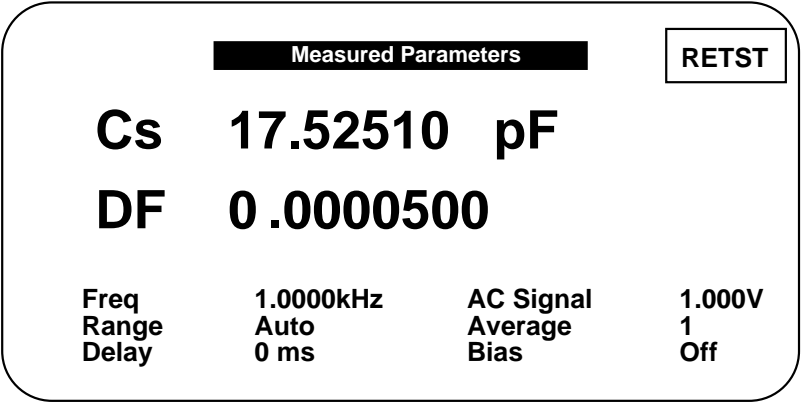 Measured Parameters RETST
Cs 17.52510 pF
DF 0.0000500
Freq 1.0000kHz AC Signal 1.000V
Range Auto Average 1
Delay 0 ms Bias Off